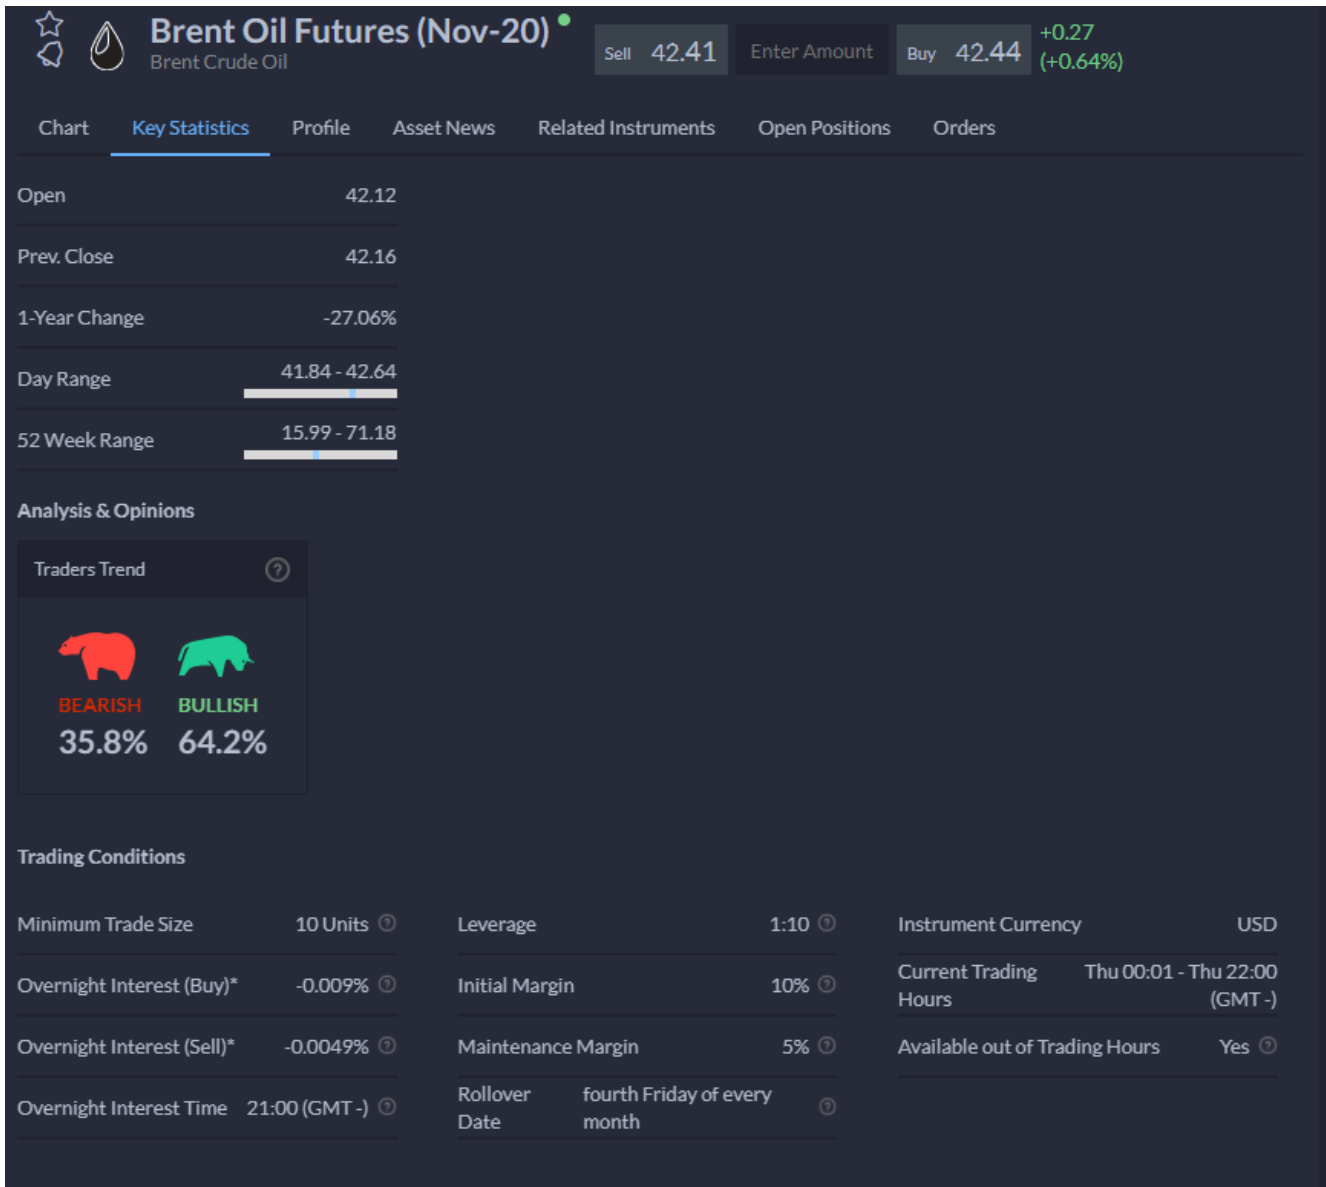 Brent Oil Futures (Nov-20)
Brent Crude Oil
Sell 42.41 Enter Amount Buy 42.44
+0.27
(+0.64%)
Chart Key Statistics Profile Asset News Related Instruments Open Positions Orders
Open 42.12
Prev. Close 42.16
1-Year Change -27.06%
Day Range 41.84 - 42.64
52 Week Range 15.99 - 71.18
Analysis & Opinions
Traders Trend ?
BEARISH BULLISH
35.8% 64.2%
Trading Conditions
Minimum Trade Size 10 Units ?
Overnight Interest (Buy)* -0.009% ?
Overnight Interest (Sell)* -0.0049% ?
Overnight Interest Time 21:00 (GMT -) ?
Leverage 1:10 ?
Initial Margin 10% ?
Maintenance Margin 5% ?
Rollover fourth Friday of every
Date month ?
Instrument Currency USD
Current Trading Thu 00:01 - Thu 22:00
Hours (GMT -)
Available out of Trading Hours Yes ?